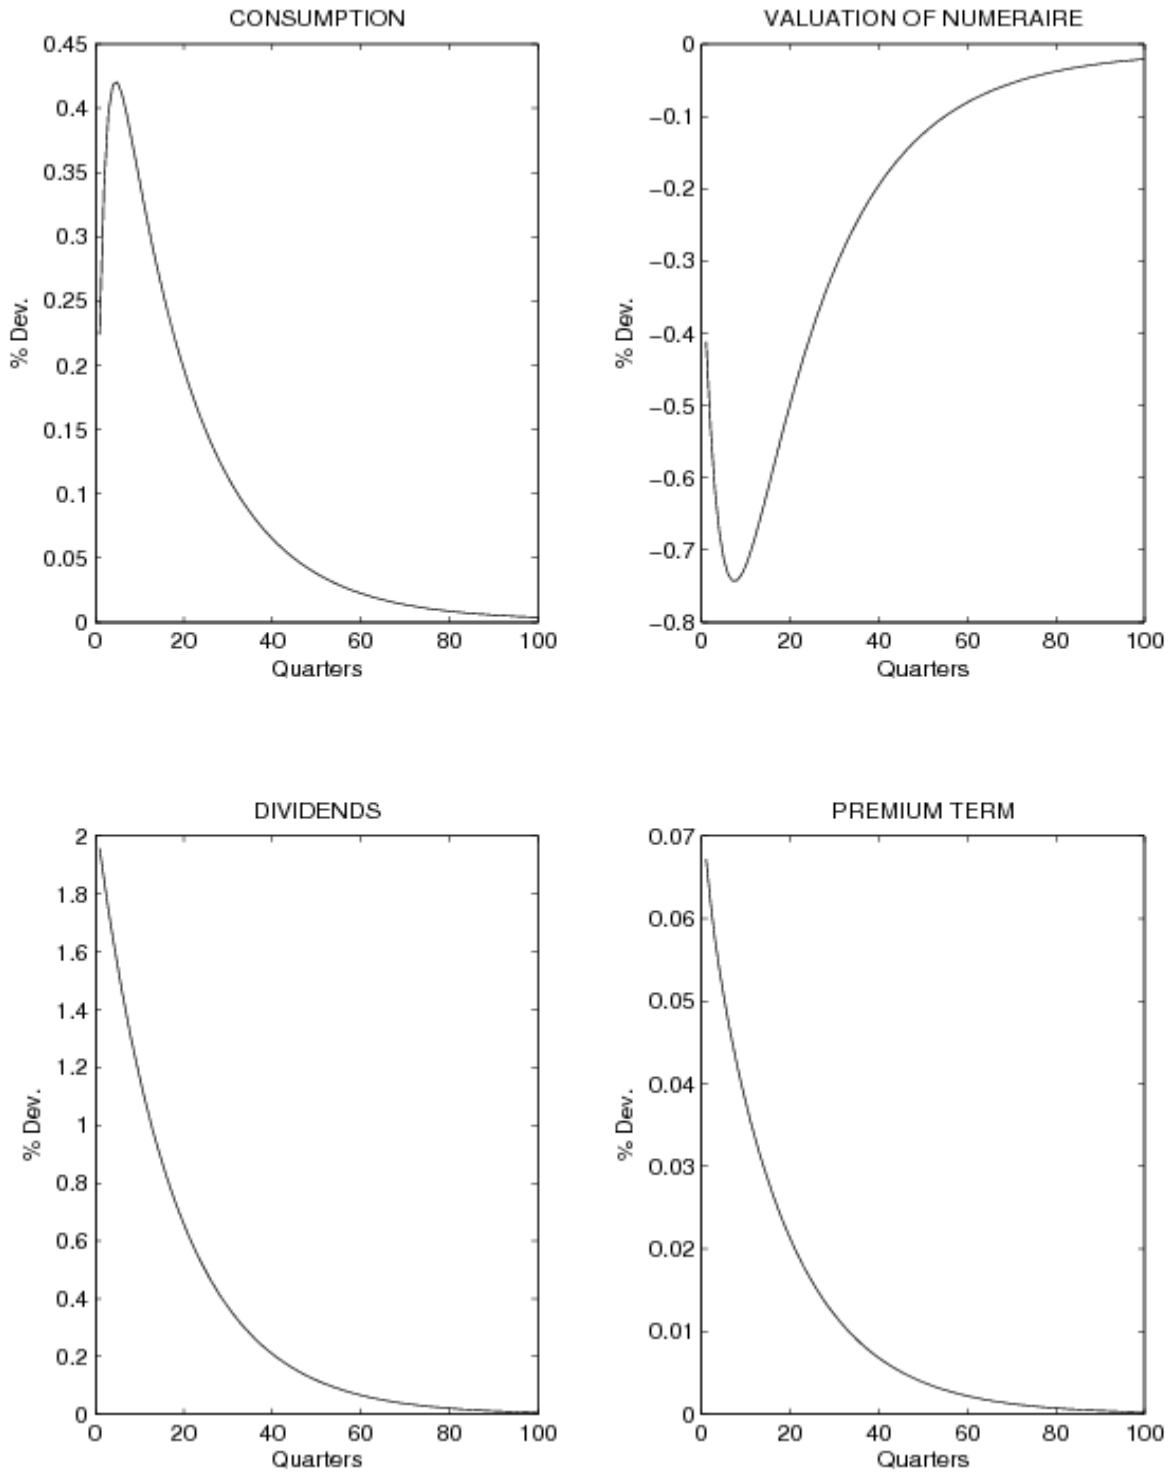 CONSUMPTION
0.45
0.4
0.35
0.3
0.25
0.2
0.15
0.1
0.05
0
% Dev.
0 20 40 60 80 100
Quarters
VALUATION OF NUMERAIRE
0
−0.1
−0.2
−0.3
−0.4
−0.5
−0.6
−0.7
−0.8
% Dev.
0 20 40 60 80 100
Quarters
DIVIDENDS
2
1.8
1.6
1.4
1.2
1
0.8
0.6
0.4
0.2
0
% Dev.
0 20 40 60 80 100
Quarters
PREMIUM TERM
0.07
0.06
0.05
0.04
0.03
0.02
0.01
0
% Dev.
0 20 40 60 80 100
Quarters